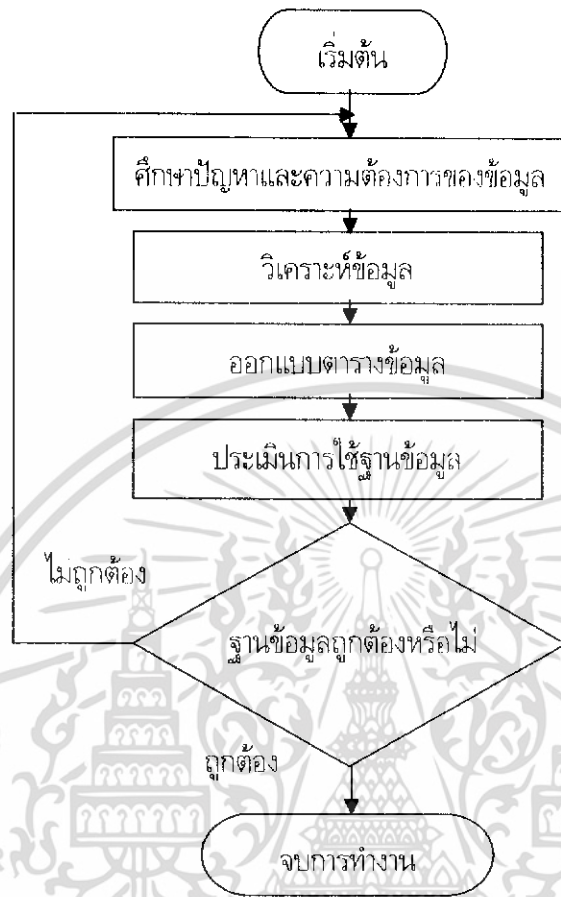 เริ่มต้น
ศึกษาปัญหาและความต้องการของข้อมูล
วิเคราะห์ข้อมูล
ออกแบบตารางข้อมูล
ประเมินการใช้ฐานข้อมูล
ไม่ถูกต้อง
ฐานข้อมูลถูกต้องหรือไม่
ถูกต้อง
จบการทำงาน